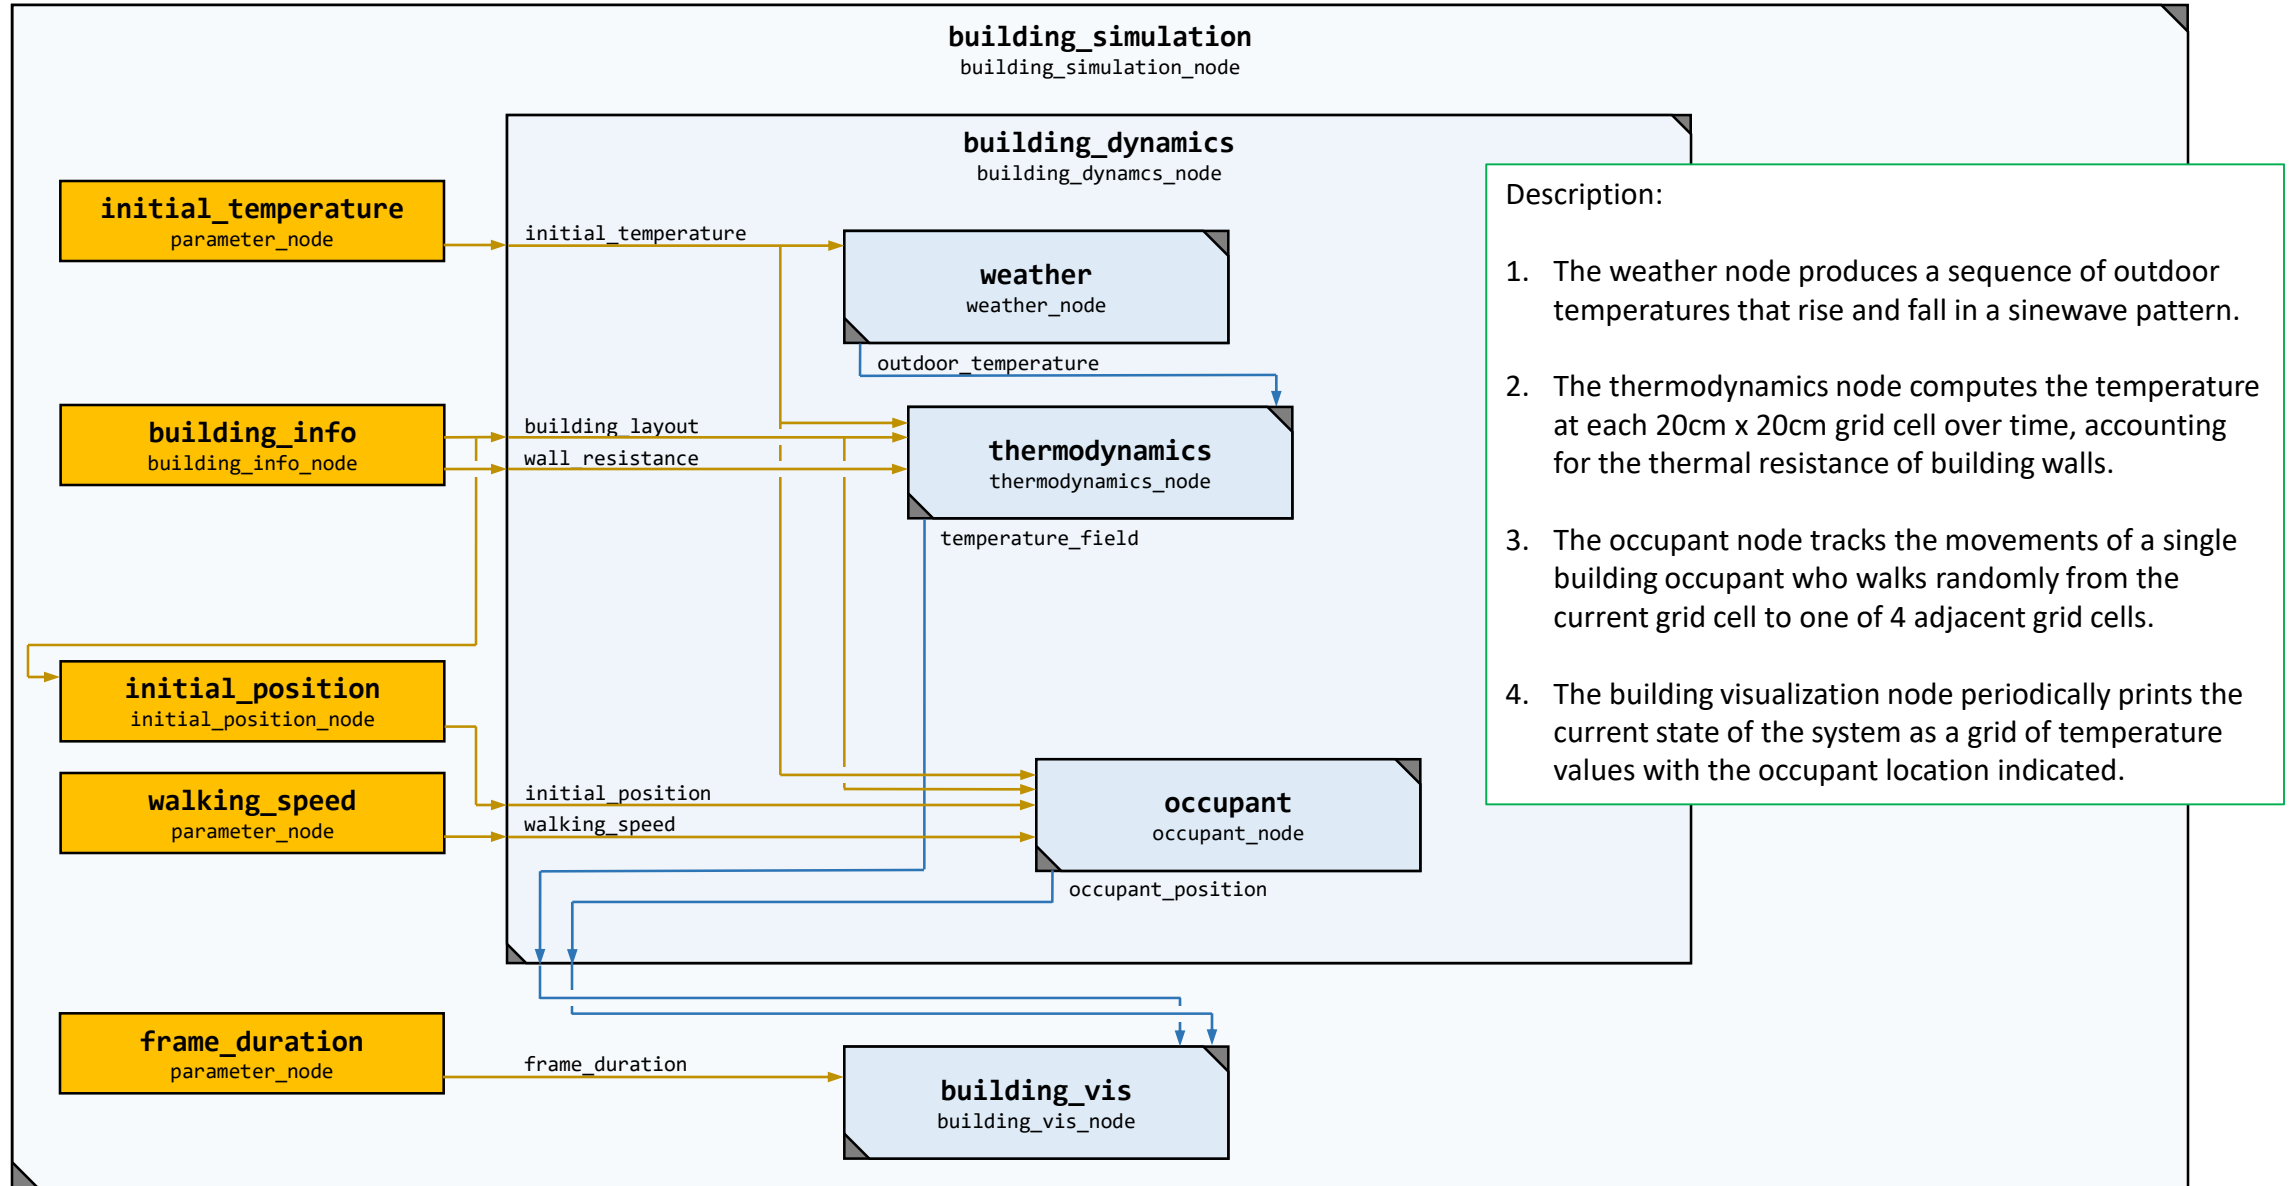 building_simulation
building_simulation_node
building_dynamics
building_dynamcs_node
initial_temperature
parameter_node
initial_temperature
weather
weather_node
outdoor_temperature
building_info
building_info_node
building_layout
wall_resistance
thermodynamics
thermodynamics_node
temperature_field
initial_position
initial_position_node
walking_speed
parameter_node
initial_position
walking_speed
occupant
occupant_node
occupant_position
frame_duration
parameter_node
frame_duration
building_vis
building_vis_node
Description:
1. The weather node produces a sequence of outdoor
temperatures that rise and fall in a sinewave pattern.
2. The thermodynamics node computes the temperature
at each 20cm x 20cm grid cell over time, accounting
for the thermal resistance of building walls.
3. The occupant node tracks the movements of a single
building occupant who walks randomly from the
current grid cell to one of 4 adjacent grid cells.
4. The building visualization node periodically prints the
current state of the system as a grid of temperature
values with the occupant location indicated.